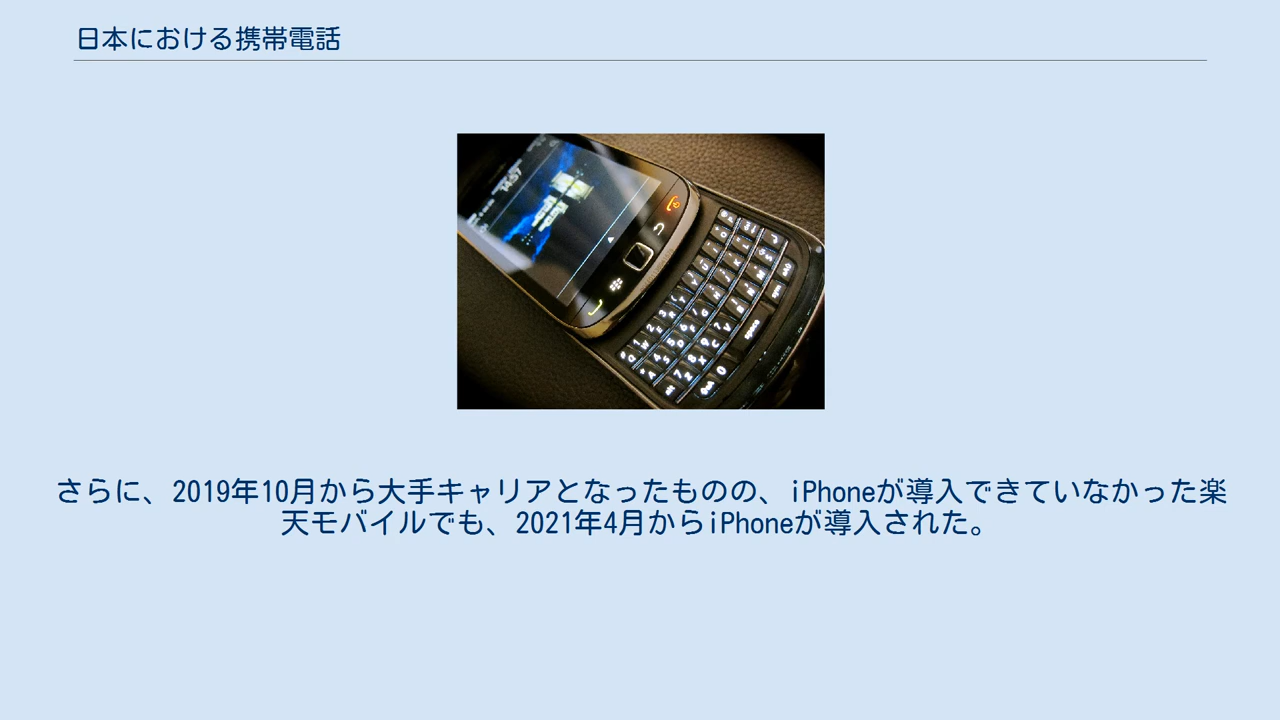 日本における携帯電話
さらに、2019年10月から大手キャリアとなったものの、iPhoneが導入できていなかった楽
天モバイルでも、2021年4月からiPhoneが導入された。